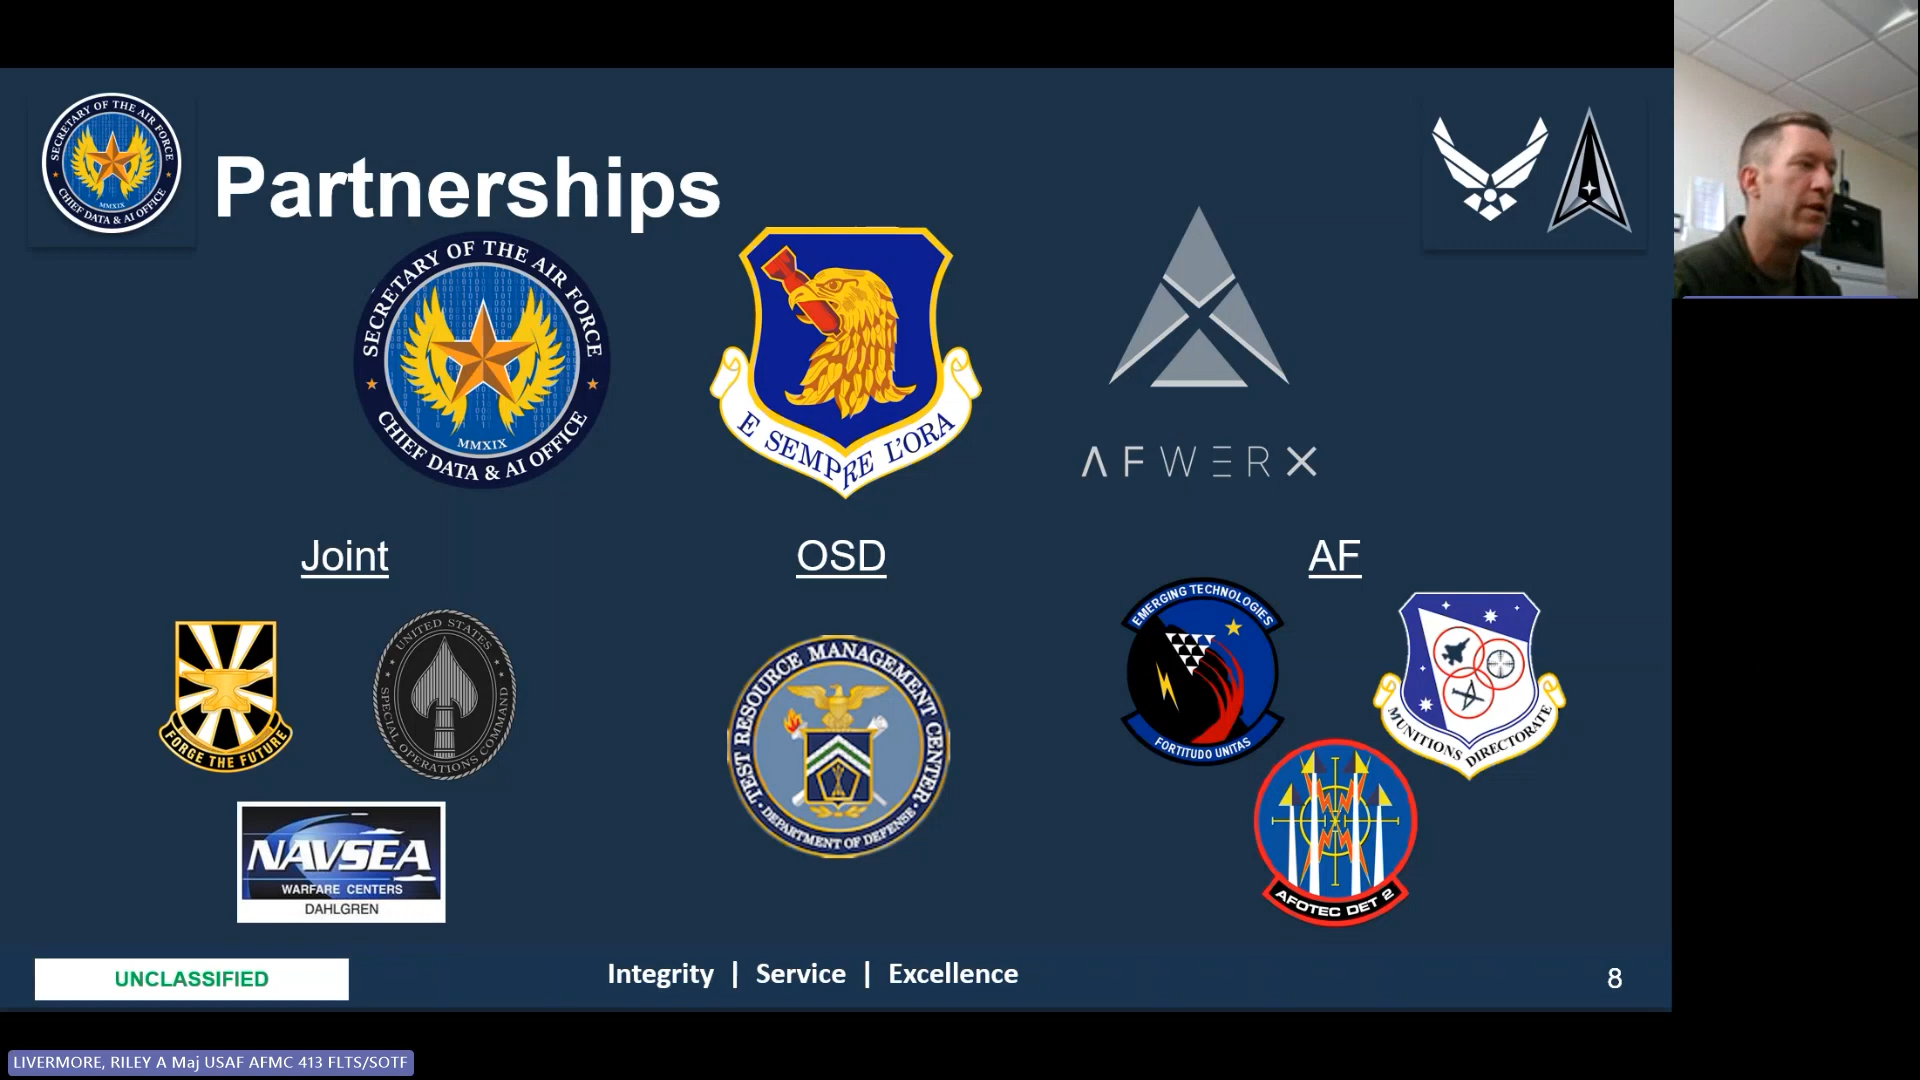 SECRETARY OF THE AIR FORCE
MMXIX
CHIEF DATA & AI OFFICE
Partnerships
SECRETARY OF THE AIR FORCE
MMXIX
CHIEF DATA & AI OFFICE
E SEMPRE L'ORA
AFWERX
Joint
OSD
AF
FORGE THE FUTURE
UNITED STATES
SPECIAL OPERATIONS COMMAND
NAVSEA
WARFARE CENTERS
DAHLGREN
TEST RESOURCE MANAGEMENT CENTER
DEPARTMENT OF DEFENSE
EMERGING TECHNOLOGIES
FORTITUDO UNITAS
MUNITIONS DIRECTORATE
AFOTEC DET 2
UNCLASSIFIED
Integrity | Service | Excellence
8
LIVERMORE, RILEY A Maj USAF AFMC 413 FLTS/SOTF